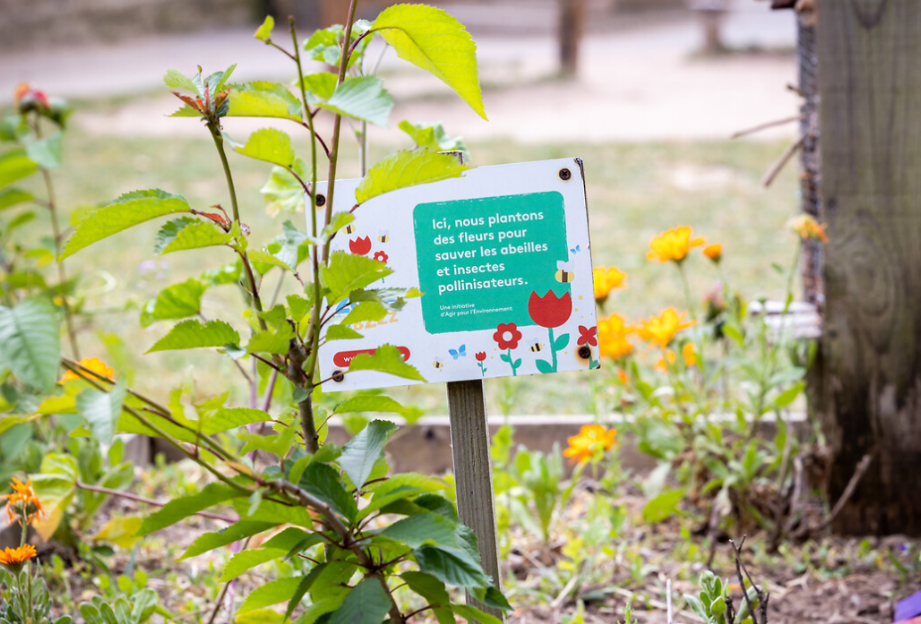 Ici, nous plantons
des fleurs pour
sauver les abeilles
et insectes
pollinisateurs.
Une initiative
d'Agir pour l'Environnement